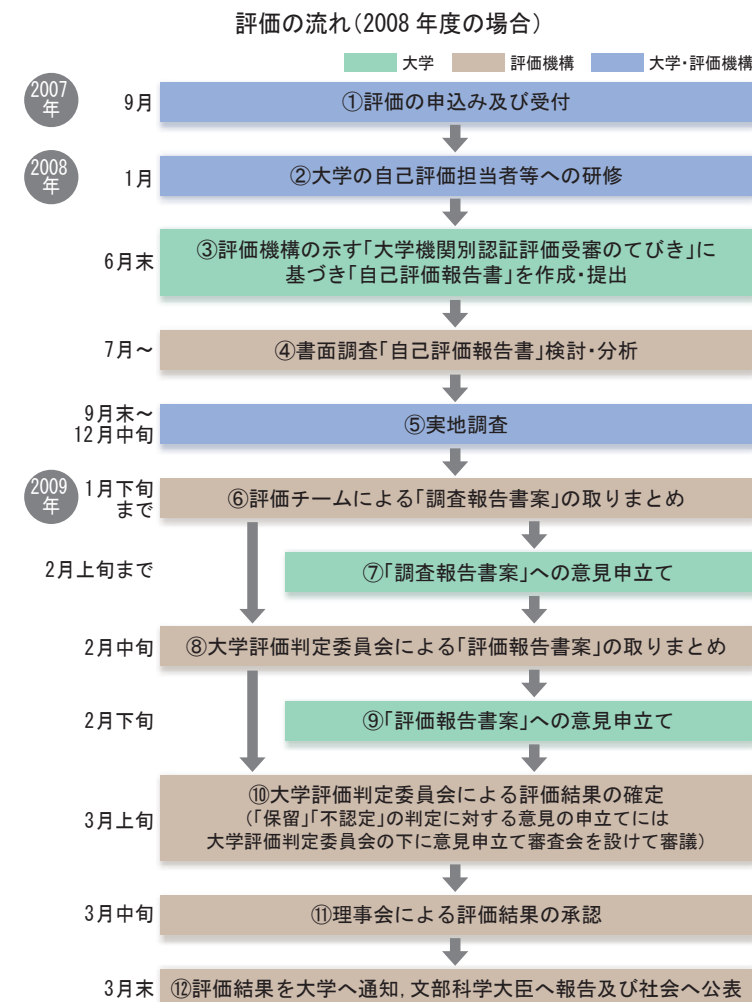 評価の流れ(2008年度の場合)
大学 評価機構 大学・評価機構
2007年
9月 ①評価の申込み及び受付
2008年
1月 ②大学の自己評価担当者等への研修
6月末 ③評価機構の示す「大学機関別認証評価受審のてびき」に
基づき「自己評価報告書」を作成・提出
7月～ ④書面調査「自己評価報告書」検討・分析
9月末～
12月中旬
⑤実地調査
2009年
1月下旬
まで
⑥評価チームによる「調査報告書案」の取りまとめ
2月上旬まで ⑦「調査報告書案」への意見申立て
2月中旬 ⑧大学評価判定委員会による「評価報告書案」の取りまとめ
2月下旬 ⑨「評価報告書案」への意見申立て
3月上旬 ⑩大学評価判定委員会による評価結果の確定
(「保留」「不認定」の判定に対する意見の申立てには
大学評価判定委員会の下に意見申立て審査会を設けて審議)
3月中旬 ⑪理事会による評価結果の承認
3月末 ⑫評価結果を大学へ通知,文部科学大臣へ報告及び社会へ公表